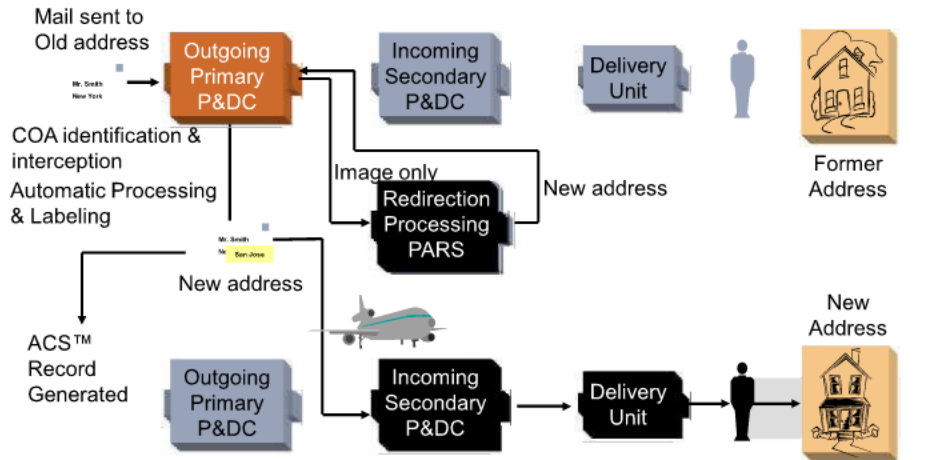 Mail sent to
Old address
Mr. Smith
New York
Outgoing
Primary
P&DC
Incoming
Secondary
P&DC
Delivery
Unit
Former
Address
COA identification &
interception
Automatic Processing
& Labeling
Image only
Redirection
Processing
PARS
New address
Mr. Smith
Ne
San Jose
New address
ACS™
Record
Generated
Outgoing
Primary
P&DC
Incoming
Secondary
P&DC
Delivery
Unit
New
Address